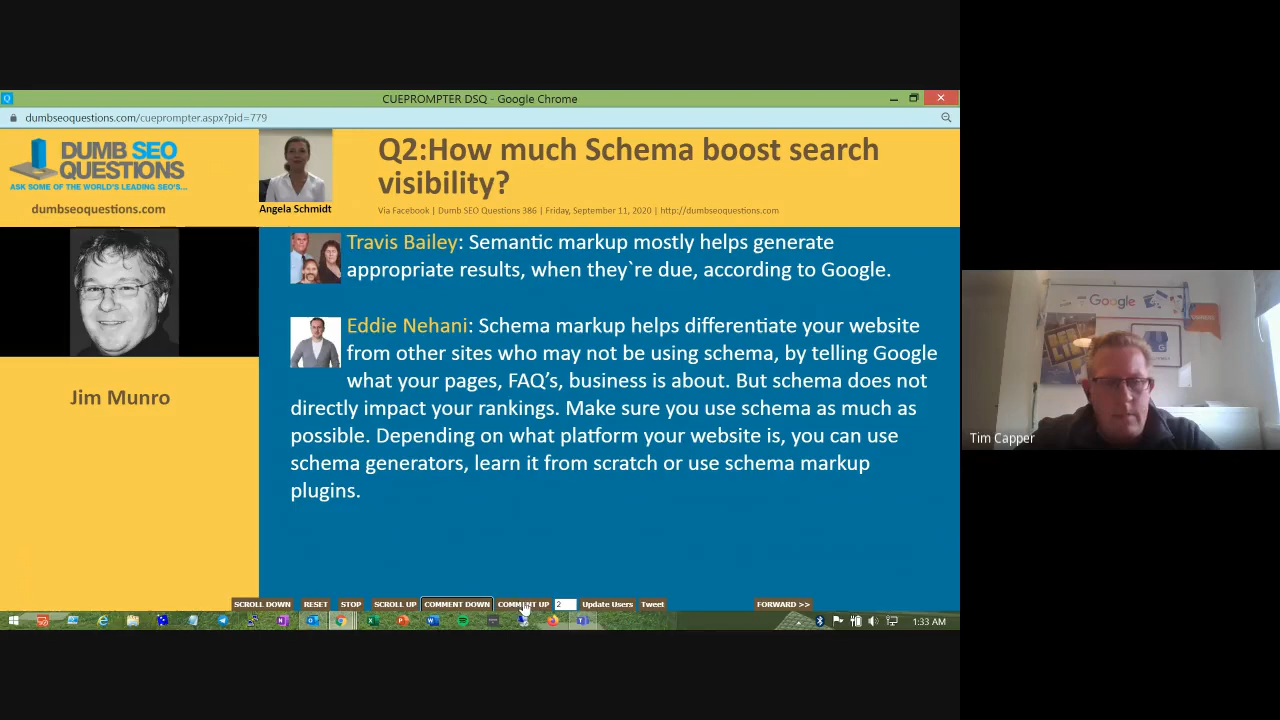 CUEPROMPTER DSQ - Google Chrome
dumbseoquestions.com/cueprompter.aspx?pid=779
DUMB SEO
QUESTIONS
ASK SOME OF THE WORLD'S LEADING SEO'S...
dumbseoquestions.com
Angela Schmidt
Q2:How much Schema boost search
visibility?
Via Facebook | Dumb SEO Questions 386 | Friday, September 11, 2020 | http://dumbseoquestions.com
Jim Munro
Travis Bailey: Semantic markup mostly helps generate
appropriate results, when they`re due, according to Google.
Eddie Nehani: Schema markup helps differentiate your website
from other sites who may not be using schema, by telling Google
what your pages, FAQ’s, business is about. But schema does not
directly impact your rankings. Make sure you use schema as much as
possible. Depending on what platform your website is, you can use
schema generators, learn it from scratch or use schema markup
plugins.
SCROLL DOWN RESET STOP SCROLL UP COMMENT DOWN COMMENT UP 2 Update Users Tweet FORWARD >>
1:33 AM
Google
Tim Capper